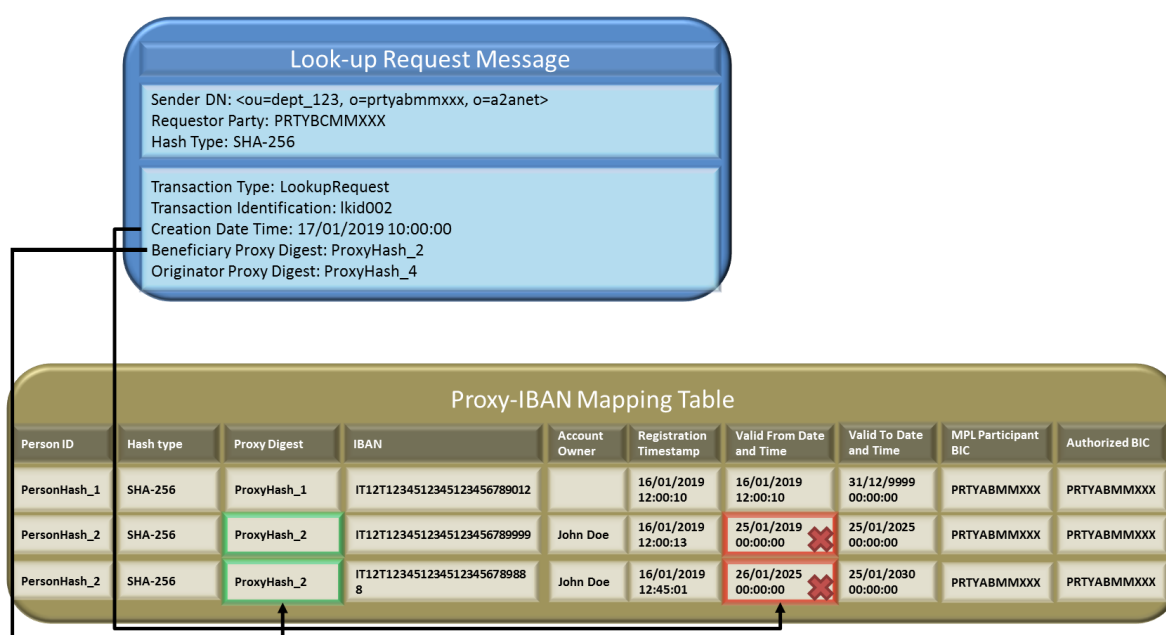 Look-up Request Message
Sender DN: <ou=dept_123, o=prtyabmmxxx, o=a2anet>
Requestor Party: PRTYBCMMXXX
Hash Type: SHA-256
Transaction Type: LookupRequest
Transaction Identification: lkid002
Creation Date Time: 17/01/2019 10:00:00
Beneficiary Proxy Digest: ProxyHash_2
Originator Proxy Digest: ProxyHash_4
Proxy-IBAN Mapping Table
Person ID Hash type Proxy Digest IBAN Account Owner Registration Timestamp Valid From Date and Time Valid To Date and Time MPL Participant BIC Authorized BIC
PersonHash_1 SHA-256 ProxyHash_1 IT12T1234512345123456789012 16/01/2019 12:00:10 16/01/2019 12:00:10 31/12/9999 00:00:00 PRTYABMMXXX PRTYABMMXXX
PersonHash_2 SHA-256 ProxyHash_2 IT12T1234512345123456789999 John Doe 16/01/2019 12:00:13 25/01/2019 00:00:00 25/01/2025 00:00:00 PRTYABMMXXX PRTYABMMXXX
PersonHash_2 SHA-256 ProxyHash_2 IT12T12345123451234567898​8 8 John Doe 16/01/2019 12:45:01 26/01/2025 00:00:00 25/01/2030 00:00:00 PRTYABMMXXX PRTYABMMXXX